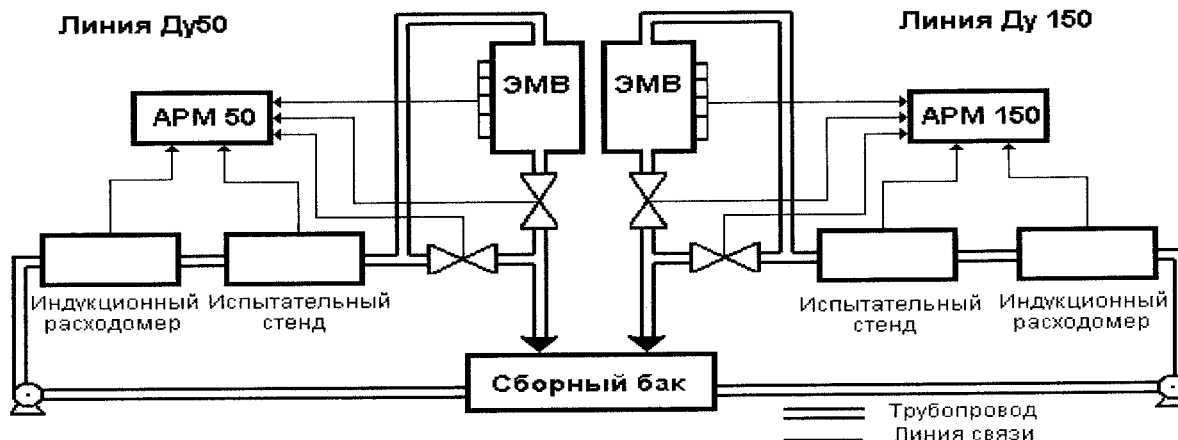 Линия Ду50
Линия Ду 150
ЭМВ
ЭМВ
АРМ 50
АРМ 150
Индукционный
расходомер
Испытательный
стенд
Испытательный
стенд
Индукционный
расходомер
Сборный бак
Трубопровод
Линия связи